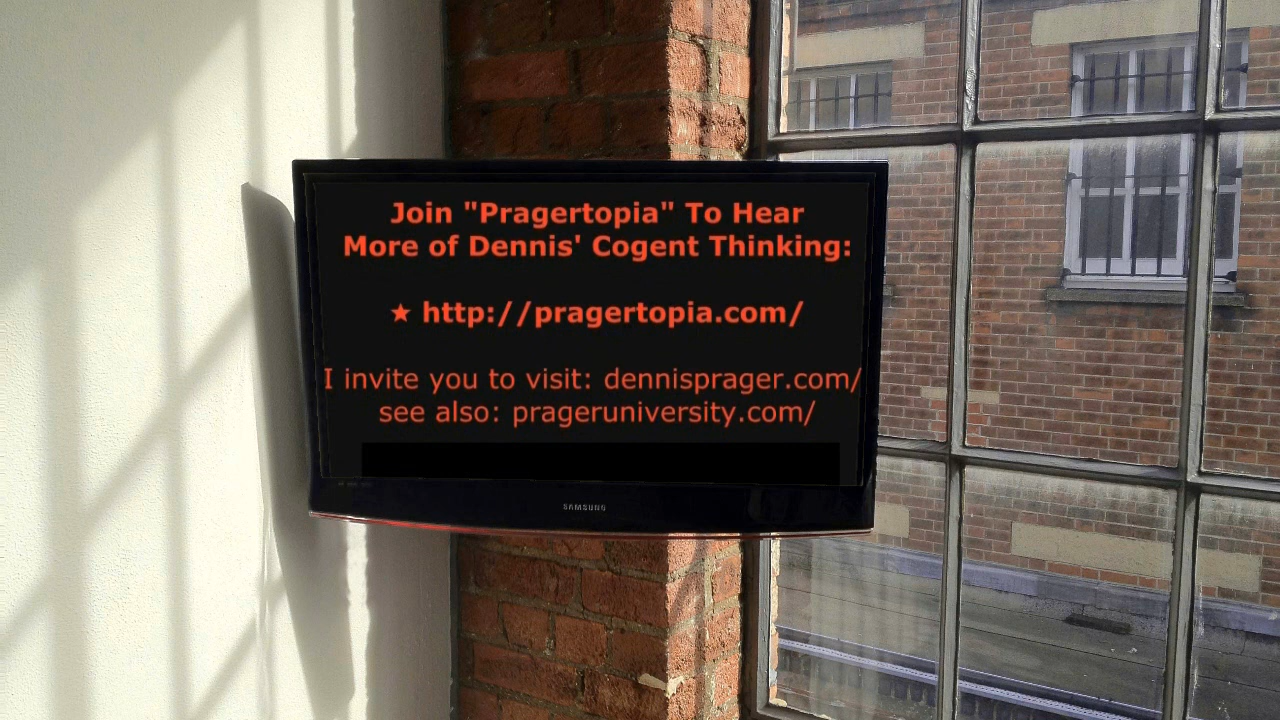 Join "Pragertopia" To Hear
More of Dennis' Cogent Thinking:
★ http://pragertopia.com/
I invite you to visit: dennisprager.com/
see also: prageruniversity.com/
SAMSUNG